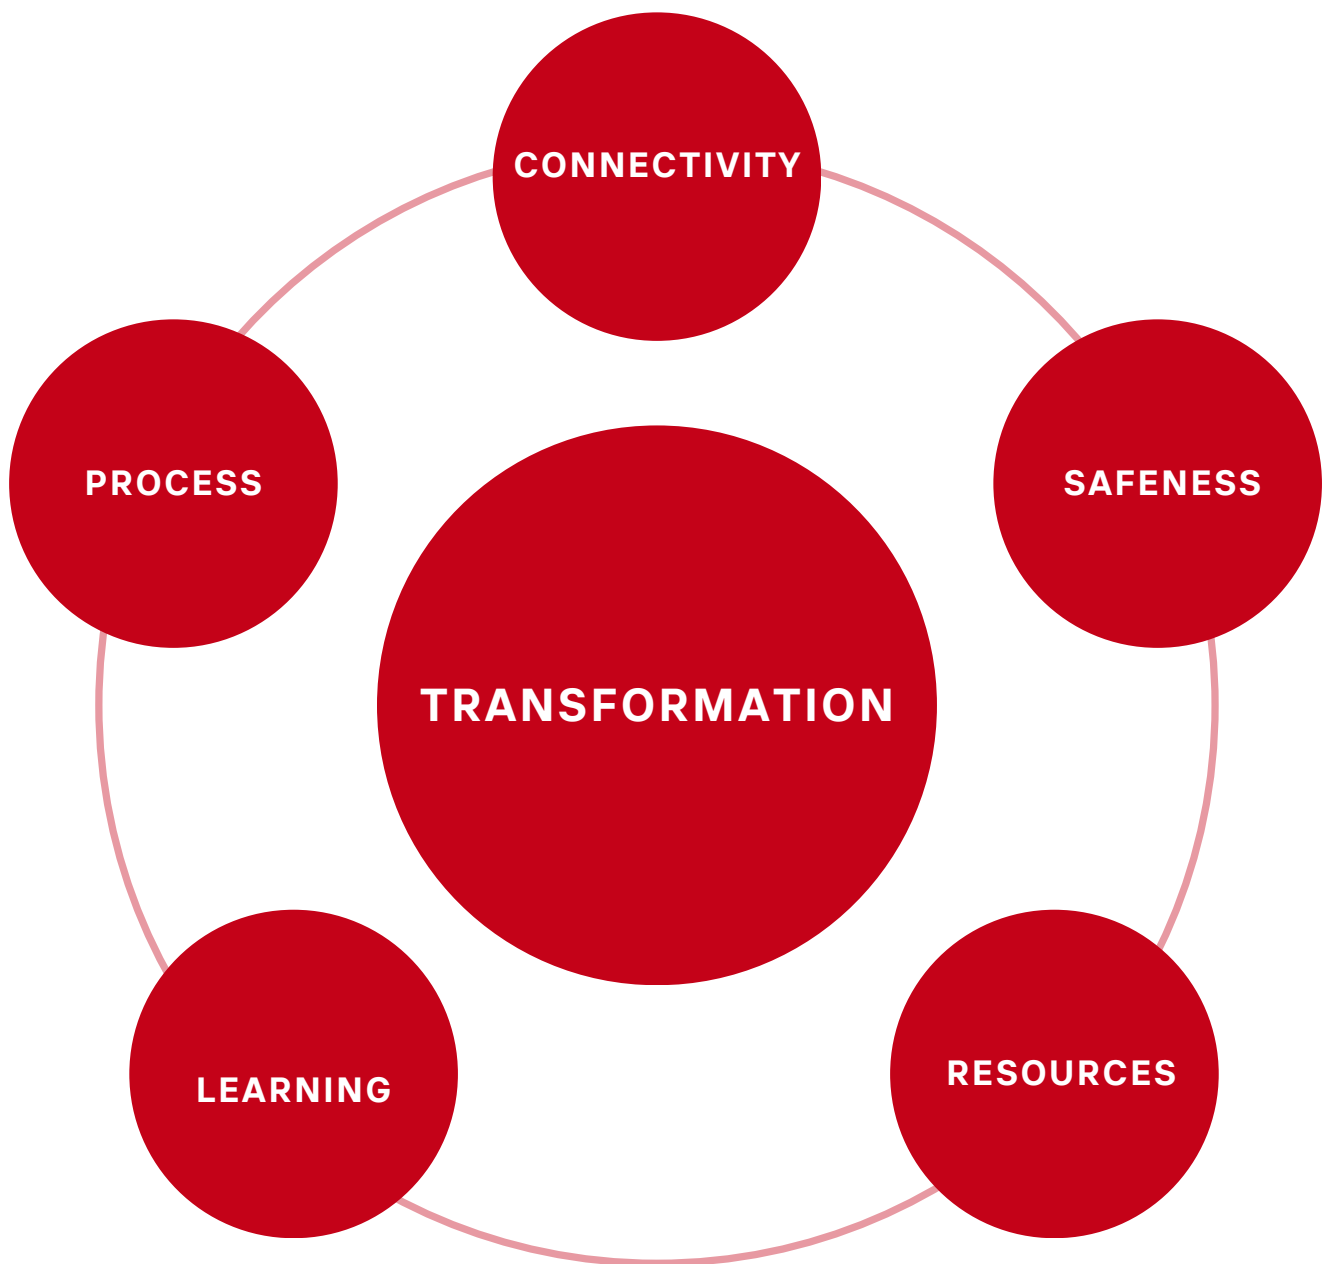 CONNECTIVITY
PROCESS
SAFENESS
TRANSFORMATION
LEARNING
RESOURCES